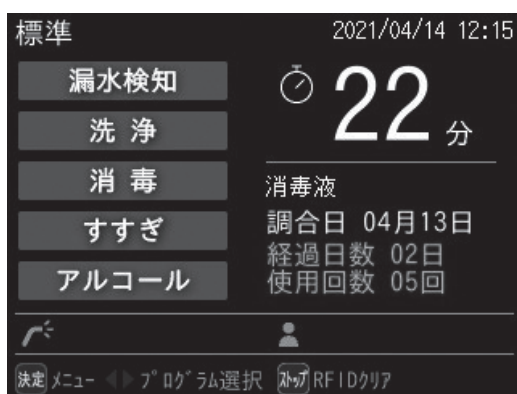 標準 2021/04/14 12:15
漏水検知
洗 浄
消 毒
すすぎ
アルコール
22分
消毒液
調合日 04月13日
経過日数 02日
使用回数 05回
決定 メニュー ◀▶ プログラム選択 ストップ RFIDクリア